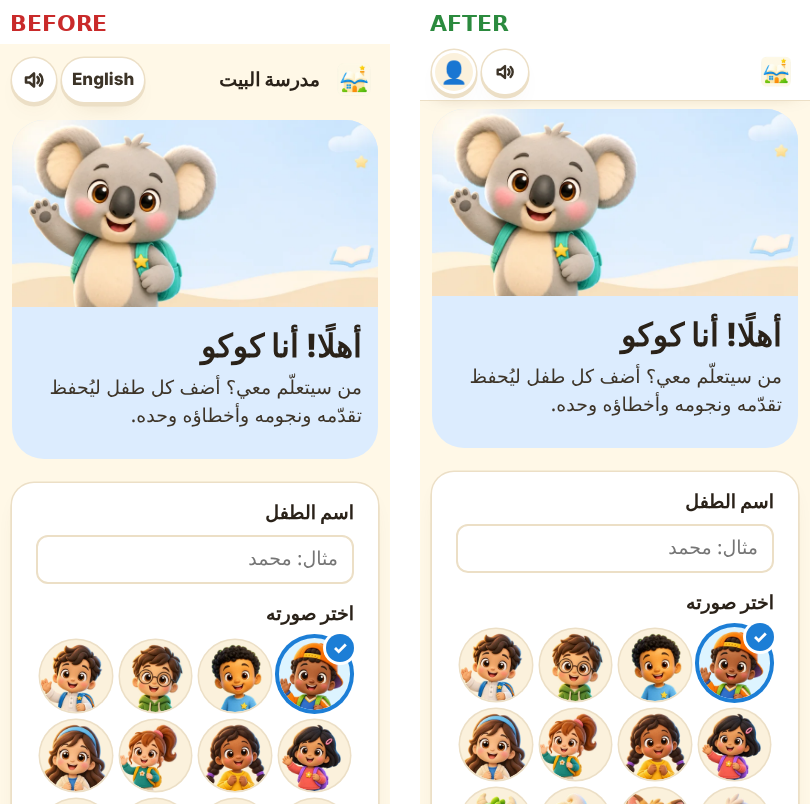 BEFORE
English
مدرسة البيت
أهلًا! أنا كوكو
من سيتعلّم معي؟ أضف كل طفل ليُحفظ
تقدّمه ونجومه وأخطاؤه وحده.
اسم الطفل
مثال: محمد
اختر صورته
AFTER
أهلًا! أنا كوكو
من سيتعلّم معي؟ أضف كل طفل ليُحفظ
تقدّمه ونجومه وأخطاؤه وحده.
اسم الطفل
مثال: محمد
اختر صورته